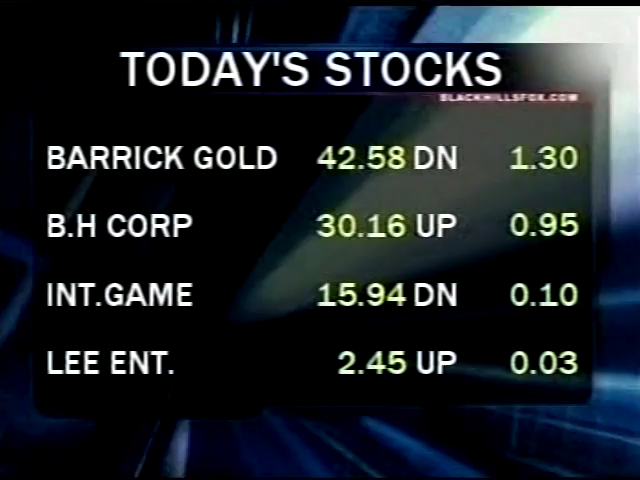 TODAY'S STOCKS
BLACKHILLSFOX.COM
BARRICK GOLD 42.58 DN 1.30
B.H CORP 30.16 UP 0.95
INT.GAME 15.94 DN 0.10
LEE ENT. 2.45 UP 0.03